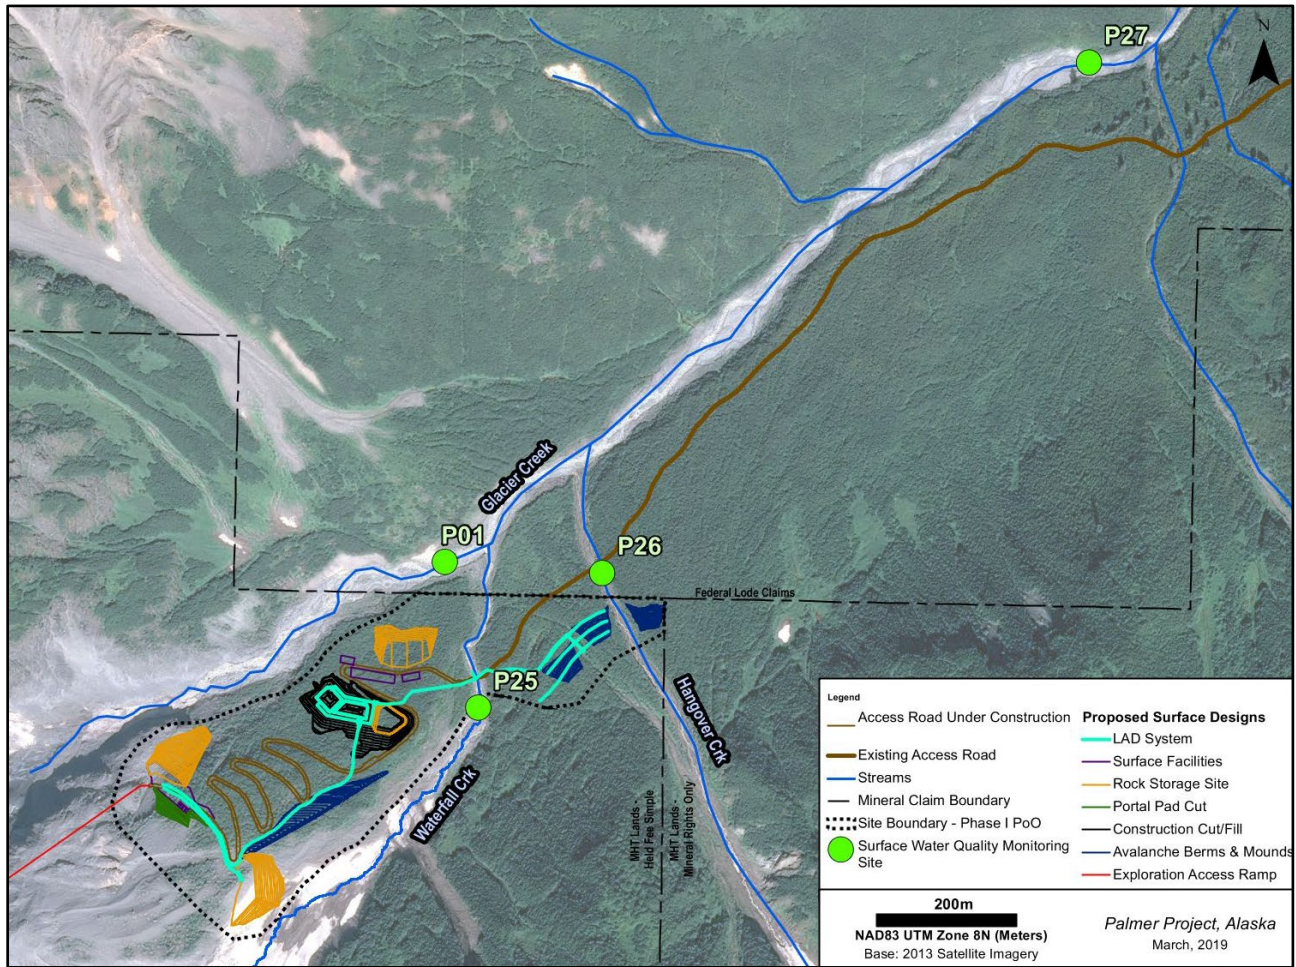 P27
N
Glacier Creek
P01
P26
Federal Lode Claims
P25
Hangover Crk
Waterfall Crk
MHT Lands -
Held Fee Simple
MHT Lands -
Mineral Rights Only
Legend
Access Road Under Construction
Existing Access Road
Streams
Mineral Claim Boundary
Site Boundary - Phase I PoO
Surface Water Quality Monitoring
Site
Proposed Surface Designs
LAD System
Surface Facilities
Rock Storage Site
Portal Pad Cut
Construction Cut/Fill
Avalanche Berms & Mounds
Exploration Access Ramp
200m
NAD83 UTM Zone 8N (Meters)
Base: 2013 Satellite Imagery
Palmer Project, Alaska
March, 2019